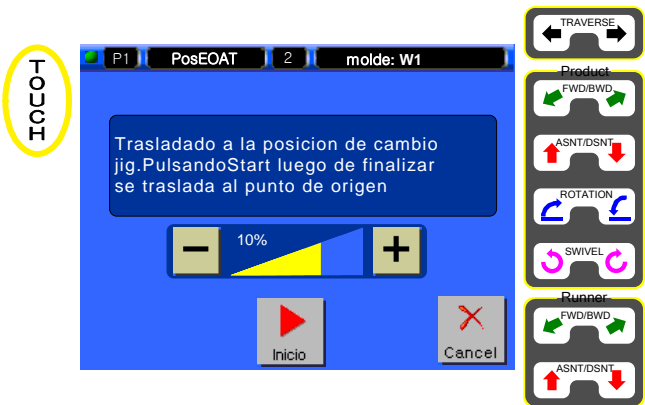 TOUCH
P1 PosEOAT 2 molde: W1
Trasladado a la posicion de cambio
jig.PulsandoStart luego de finalizar
se traslada al punto de origen
10%
Inicio
Cancel
TRAVERSE
Product
FWD/BWD
ASNT/DSNT
ROTATION
SWIVEL
Runner
FWD/BWD
ASNT/DSNT